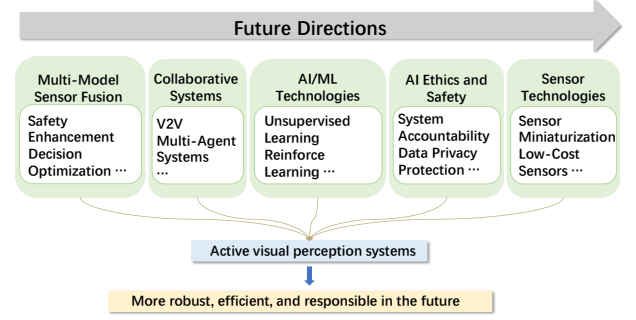 Future Directions
Multi-Model
Sensor Fusion
Safety
Enhancement
Decision
Optimization ···
Collaborative
Systems
V2V
Multi-Agent
Systems
···
AI/ML
Technologies
Unsupervised
Learning
Reinforce
Learning ···
AI Ethics and
Safety
System
Accountability
Data Privacy
Protection ···
Sensor
Technologies
Sensor
Miniaturization
Low-Cost
Sensors ···
Active visual perception systems
More robust, efficient, and responsible in the future